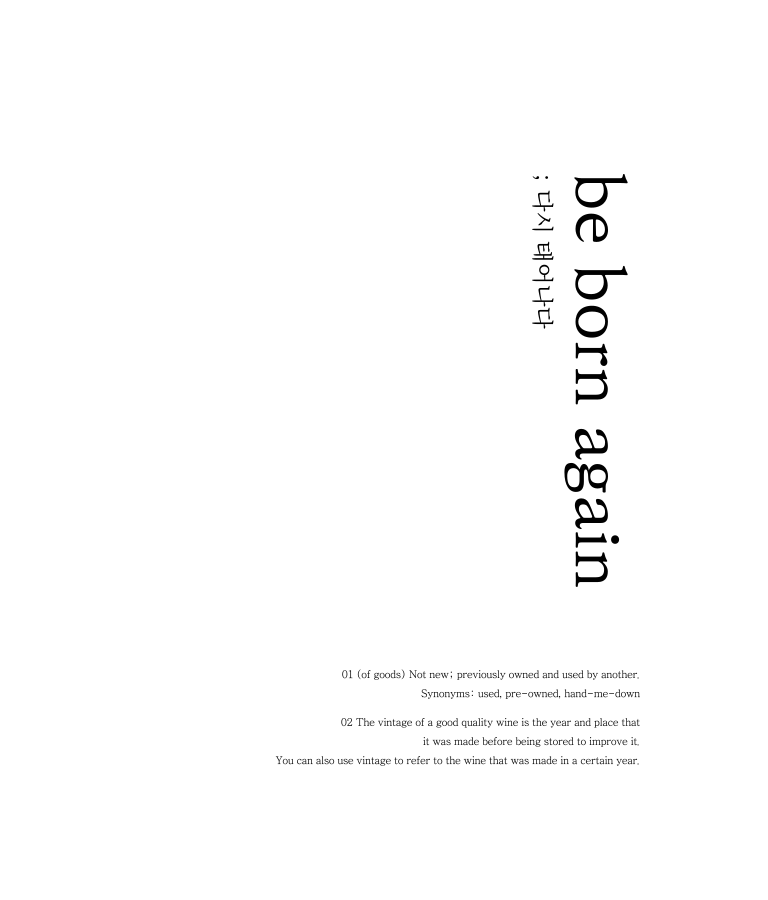 be born again
; 다시 태어나다
01 (of goods) Not new; previously owned and used by another.
Synonyms: used, pre-owned, hand-me-down
02 The vintage of a good quality wine is the year and place that
it was made before being stored to improve it.
You can also use vintage to refer to the wine that was made in a certain year.